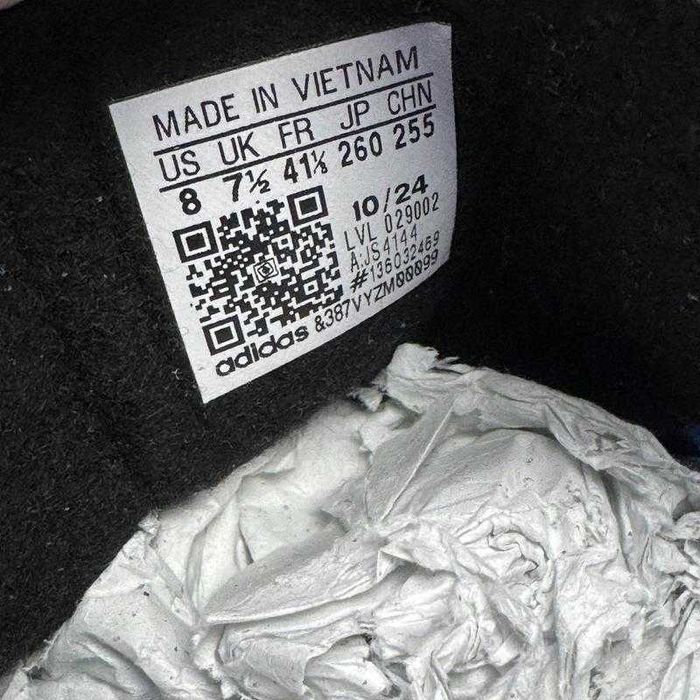 MADE IN VIETNAM
US UK FR JP CHN
8 7½ 41⅓ 260 255
10/24
LVL 029002
AJS4144
#136032469
&387VYZM00099
adidas